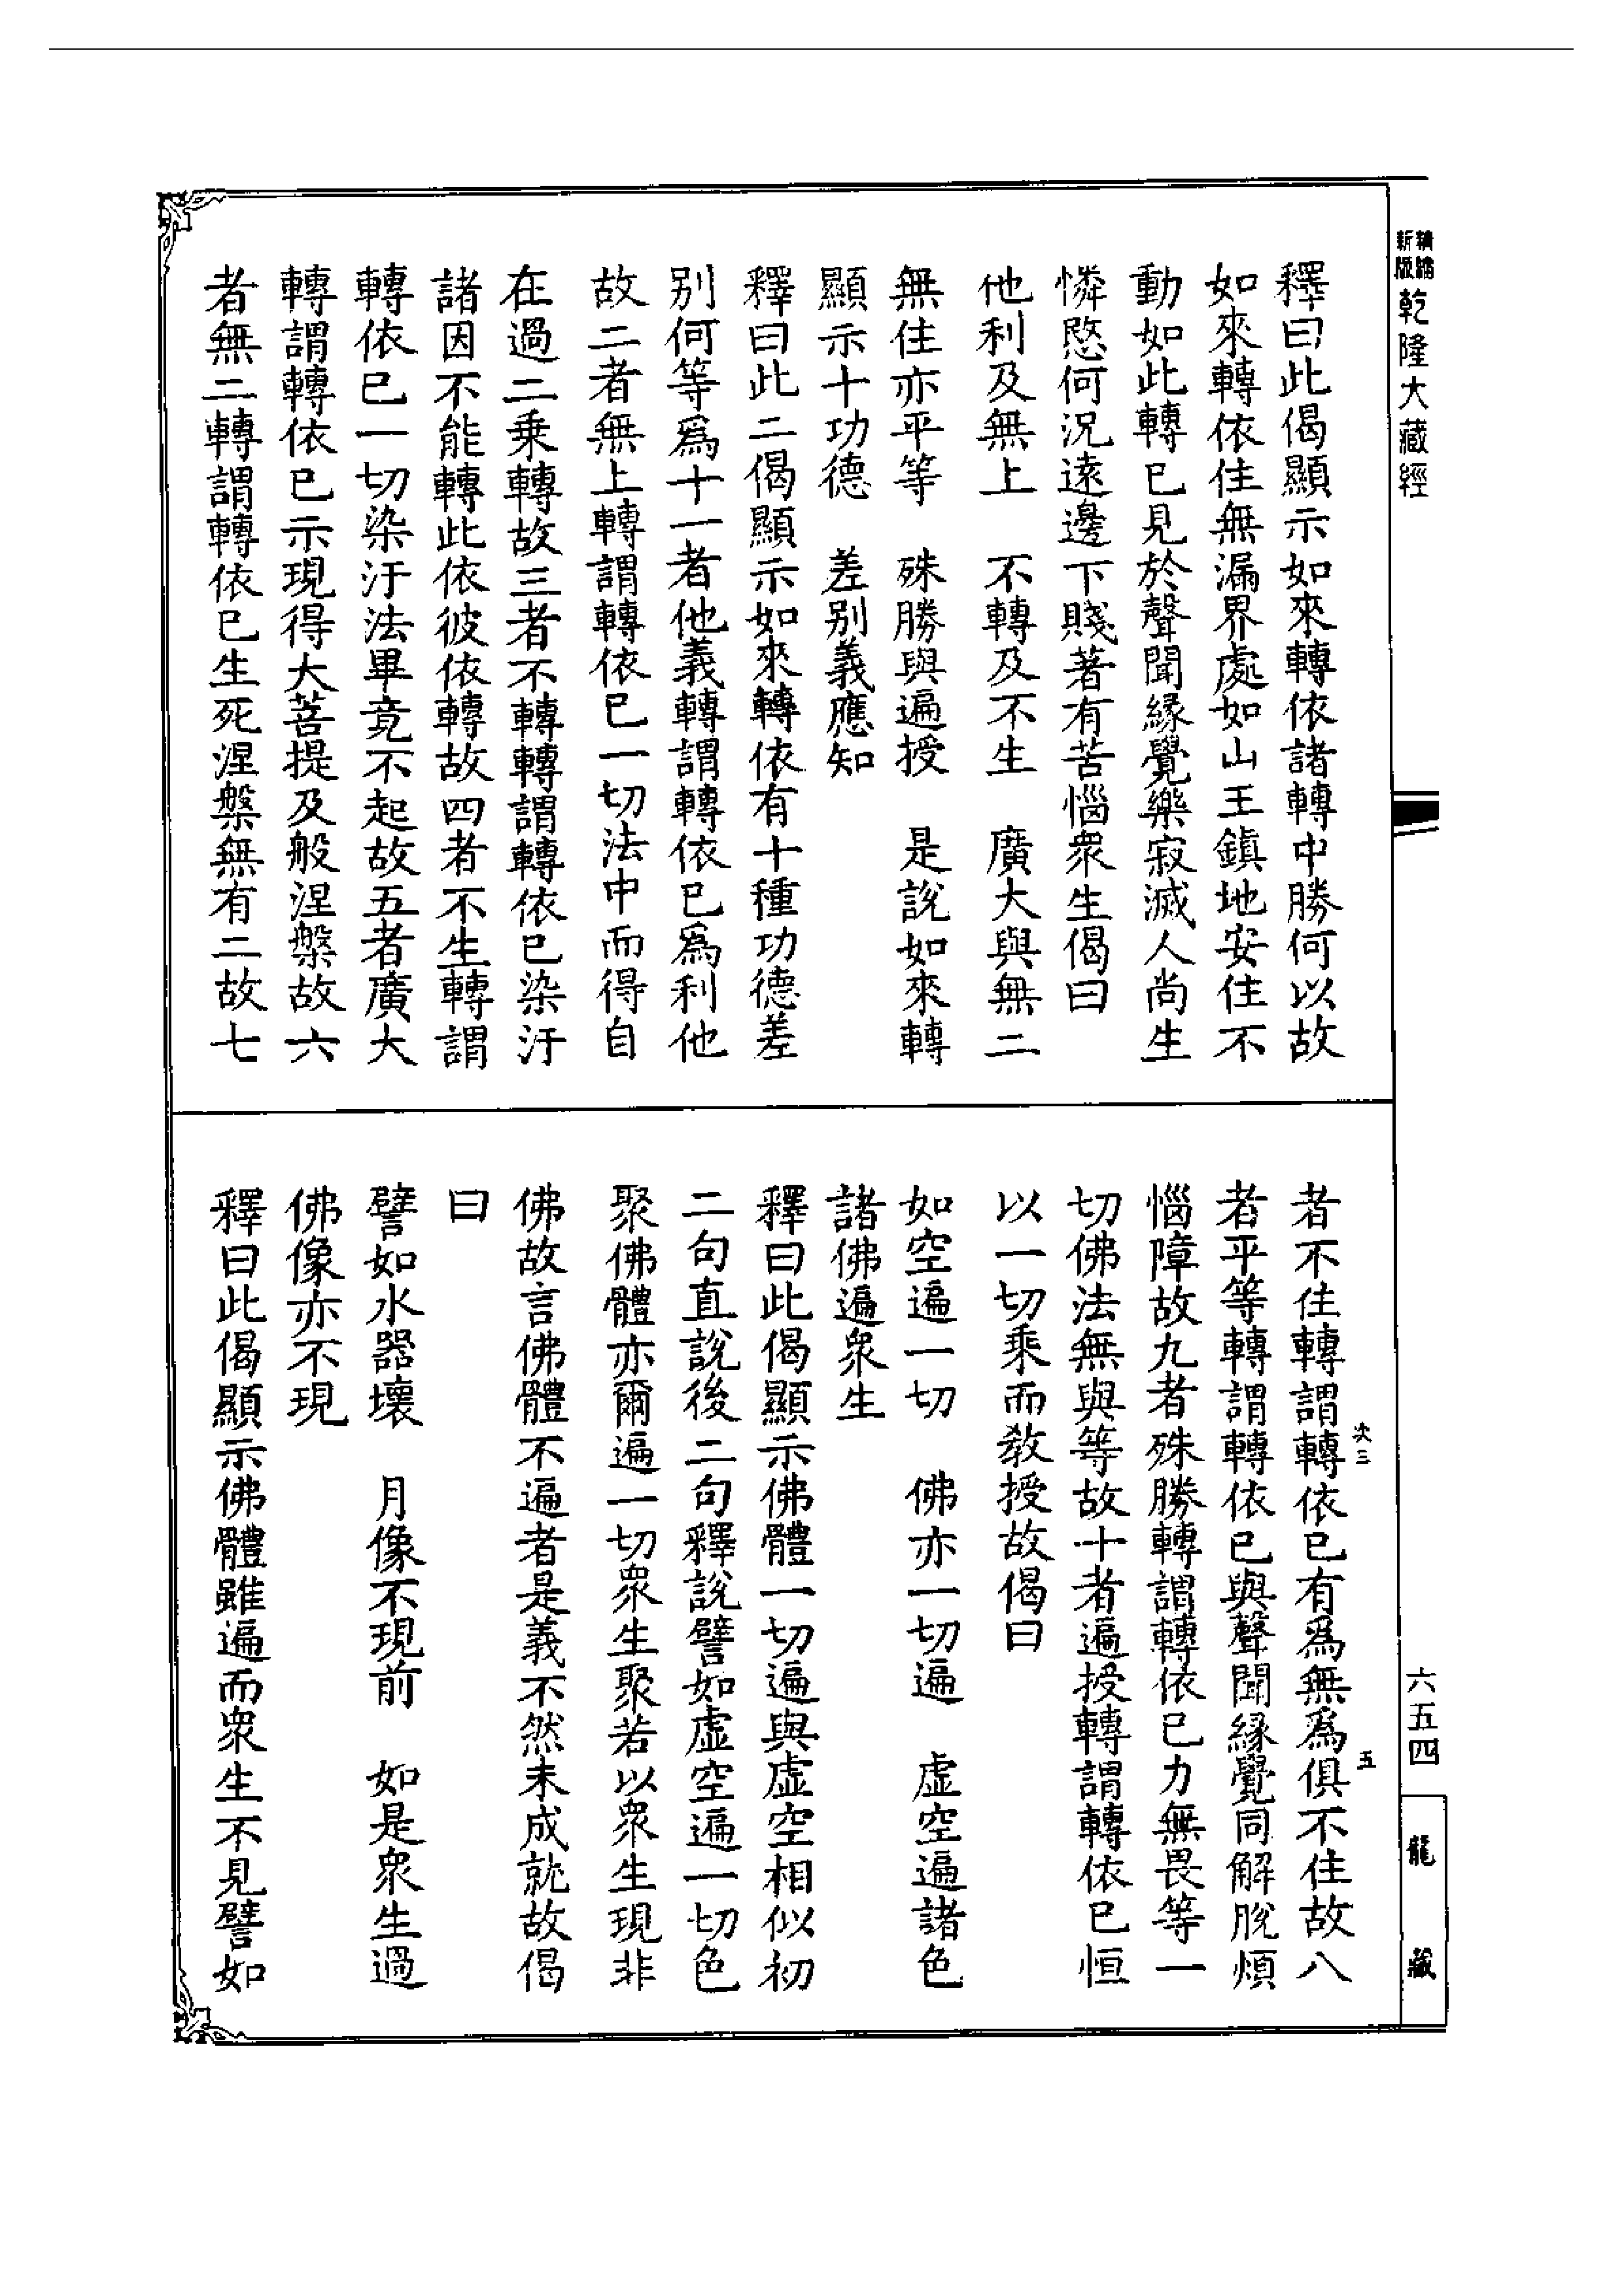 精編
新版
乾隆大藏經
釋曰此偈顯示如來轉依諸轉中勝何以故
如來轉依住無漏界處如山王鎮地安住不
動如此轉已見於聲聞緣覺樂寂滅人尚生
憐愍何況遠邊下賤著有苦惱眾生偈曰
他利及無上　不轉及不生　廣大與無二
無住亦平等　殊勝與遍授　是說如來轉
顯示十功德　差别義應知
釋曰此二偈顯示如來轉依有十種功德差
别何等爲十一者他義轉謂轉依已爲利他
故二者無上轉謂轉依已一切法中而得自
在過二乗轉故三者不轉轉謂轉依已染汙
諸因不能轉此依彼依轉故四者不生轉謂
轉依已一切染汙法畢竟不起故五者廣大
轉謂轉依已示現得大菩提及般涅槃故六
者無二轉謂轉依已生死涅槃無有二故七
者不住轉謂轉依已有爲無爲俱不住故八
者平等轉謂轉依已與聲聞緣覺同解脫煩
惱障故九者殊勝轉謂轉依已力無畏等一
切佛法無與等故十者遍授轉謂轉依已恒
以一切乘而教授故偈曰
如空遍一切　佛亦一切遍　虚空遍諸色
諸佛遍眾生
釋曰此偈顯示佛體一切遍與虚空相似初
二句直說後二句釋說譬如虚空遍一切色
聚佛體亦爾遍一切眾生聚若以眾生現非
佛故言佛體不遍者是義不然未成就故偈
曰
譬如水器壞　月像不現前　如是眾生過
佛像亦不現
釋曰此偈顯示佛體雖遍而眾生不見譬如
次三
五
六五四
龍藏